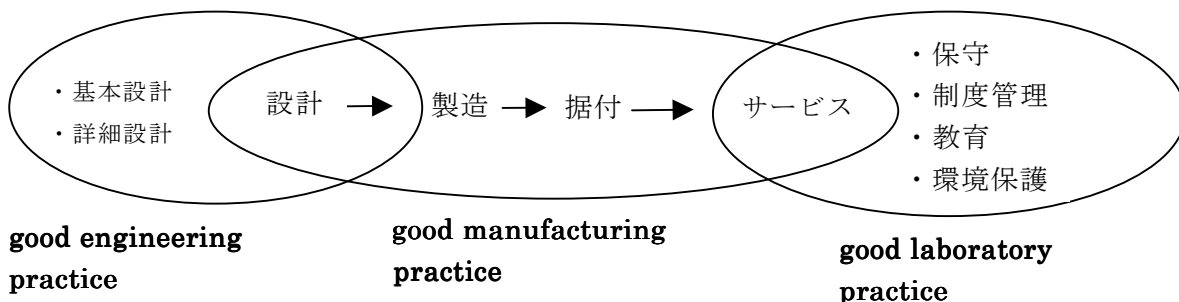 ・基本設計
・詳細設計
設計
製造
据付
サービス
・保守
・制度管理
・教育
・環境保護
good engineering
practice
good manufacturing
practice
good laboratory
practice